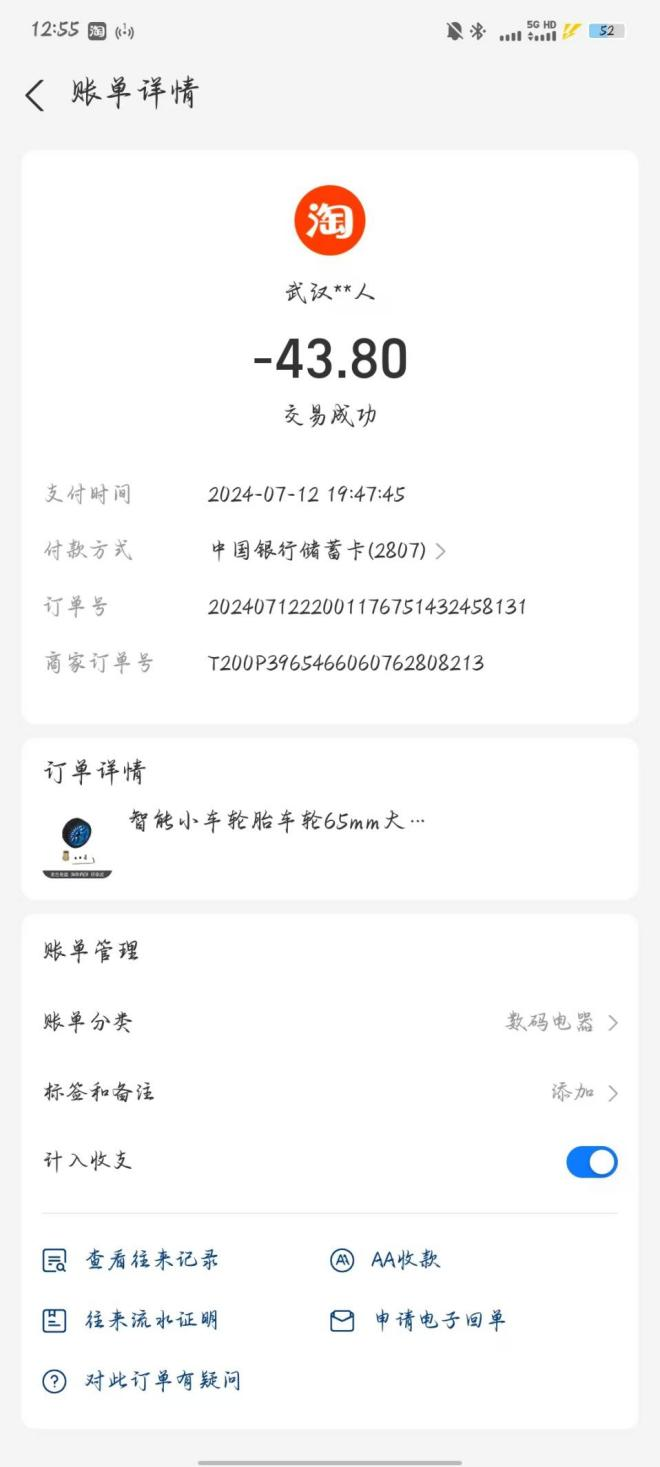 12:55 淘 5G HD 52
账单详情
淘
武汉**人
-43.80
交易成功
支付时间 2024-07-12 19:47:45
付款方式 中国银行储蓄卡(2807)
订单号 2024071222001176751432458131
商家订单号 T200P3965466060762808213
订单详情
智能小车轮胎车轮65mm大…
账单管理
账单分类 数码电器
标签和备注 添加
计入收支
查看往来记录 AA收款
往来流水证明 申请电子回单
对此订单有疑问